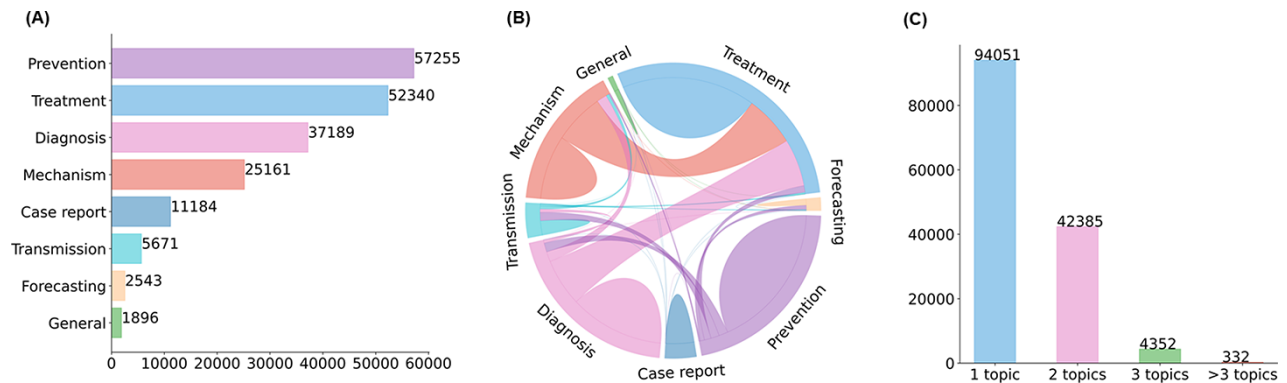 (A)
Prevention
57255
Treatment
52340
Diagnosis
37189
Mechanism
25161
Case report
11184
Transmission
5671
Forecasting
2543
General
1896
0 10000 20000 30000 40000 50000 60000
(B)
General
Treatment
Mechanism
Forecasting
Transmission
Prevention
Diagnosis
Case report
(C)
94051
80000
60000
42385
40000
20000
4352
332
0
1 topic 2 topics 3 topics >3 topics